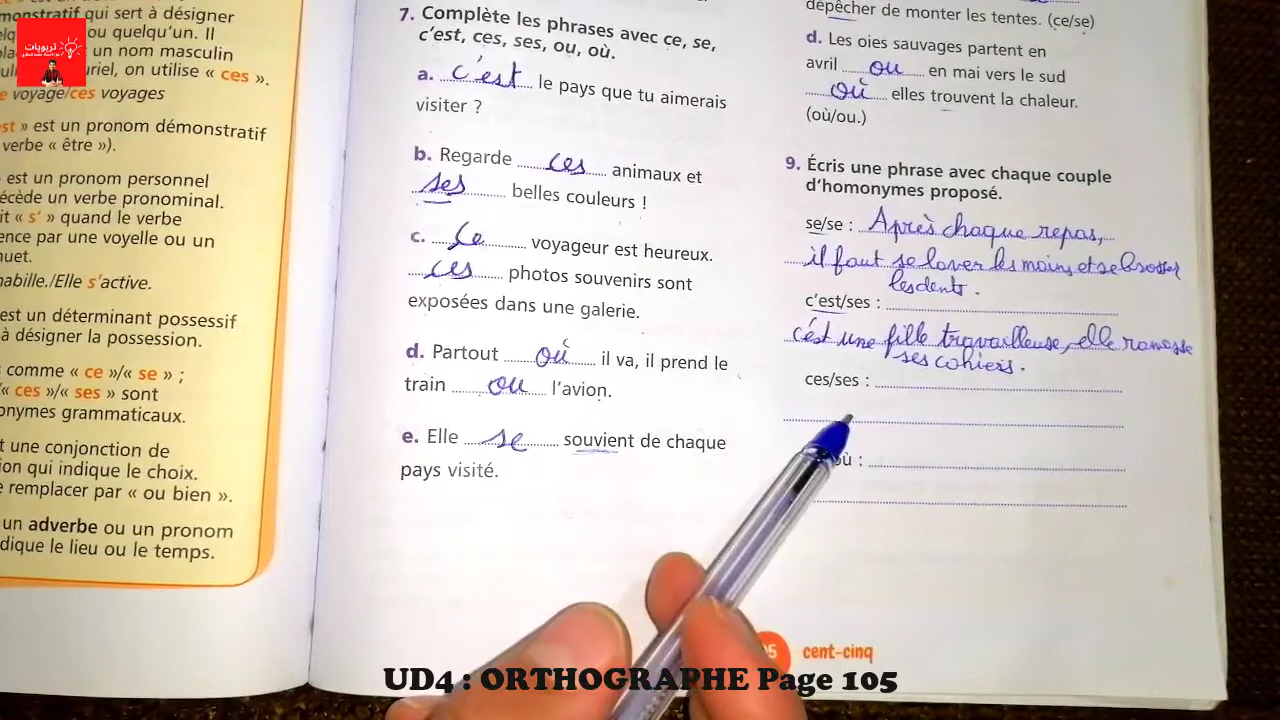 monstratif qui sert à désigner
ou quelqu'un. Il
un nom masculin
uriel, on utilise « ces ».
voyage/ces voyages
st » est un pronom démonstratif
verbe « être »).
est un pronom personnel
écède un verbe pronominal.
it « s' » quand le verbe
ence par une voyelle ou un
nuet.
habille./Elle s'active.
est un déterminant possessif
à désigner la possession.
comme « ce »/« se » ;
« ces »/« ses » sont
onymes grammaticaux.
t une conjonction de
ion qui indique le choix.
remplacer par « ou bien ».
un adverbe ou un pronom
dique le lieu ou le temps.
تربويات
7. Complète les phrases avec ce, se,
c'est, ces, ses, ou, où.
a. c'est le pays que tu aimerais
visiter ?
b. Regarde ces animaux et
ses belles couleurs !
c. Ce voyageur est heureux.
ces photos souvenirs sont
exposées dans une galerie.
d. Partout où il va, il prend le
train ou l'avion.
e. Elle se souvient de chaque
pays visité.
dépêcher de monter les tentes. (ce/se)
d. Les oies sauvages partent en
avril ou en mai vers le sud
où elles trouvent la chaleur.
(où/ou.)
9. Écris une phrase avec chaque couple
d'homonymes proposé.
se/se : Après chaque repas,
il faut se laver les mains et se brosser
les dents.
c'est/ses :
c'est une fille travailleuse, elle ramasse
ses cahiers.
ces/ses :
où :
5 cent-cinq
UD4 : ORTHOGRAPHE Page 105